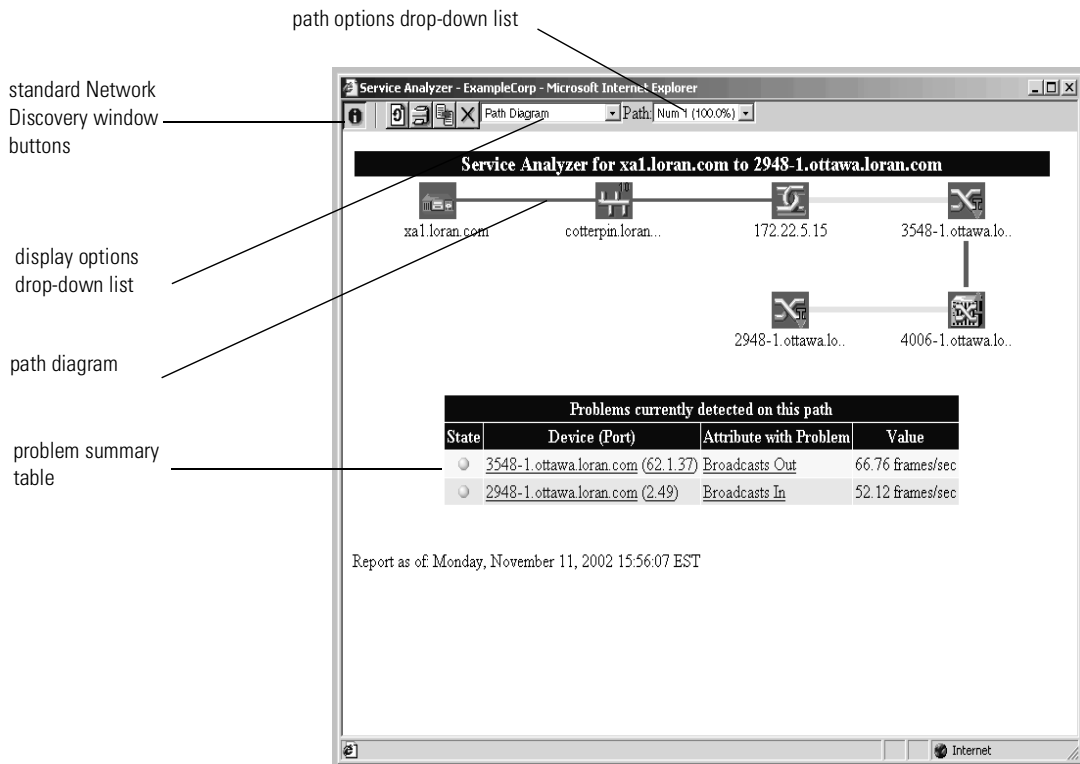 path options drop-down list
standard Network
Discovery window
buttons
display options
drop-down list
path diagram
problem summary
table
Service Analyzer - ExampleCorp - Microsoft Internet Explorer
Path Diagram Path: Num 1 (100.0%)
Service Analyzer for xa1.loran.com to 2948-1.ottawa.loran.com
10
xa1.loran.com cotterpin.loran... 172.22.5.15 3548-1.ottawa.lo..
2948-1.ottawa.lo.. 4006-1.ottawa.lo..
Problems currently detected on this path
State Device (Port) Attribute with Problem Value
3548-1.ottawa.loran.com (62.1.37) Broadcasts Out 66.76 frames/sec
2948-1.ottawa.loran.com (2.49) Broadcasts In 52.12 frames/sec
Report as of: Monday, November 11, 2002 15:56:07 EST
Internet